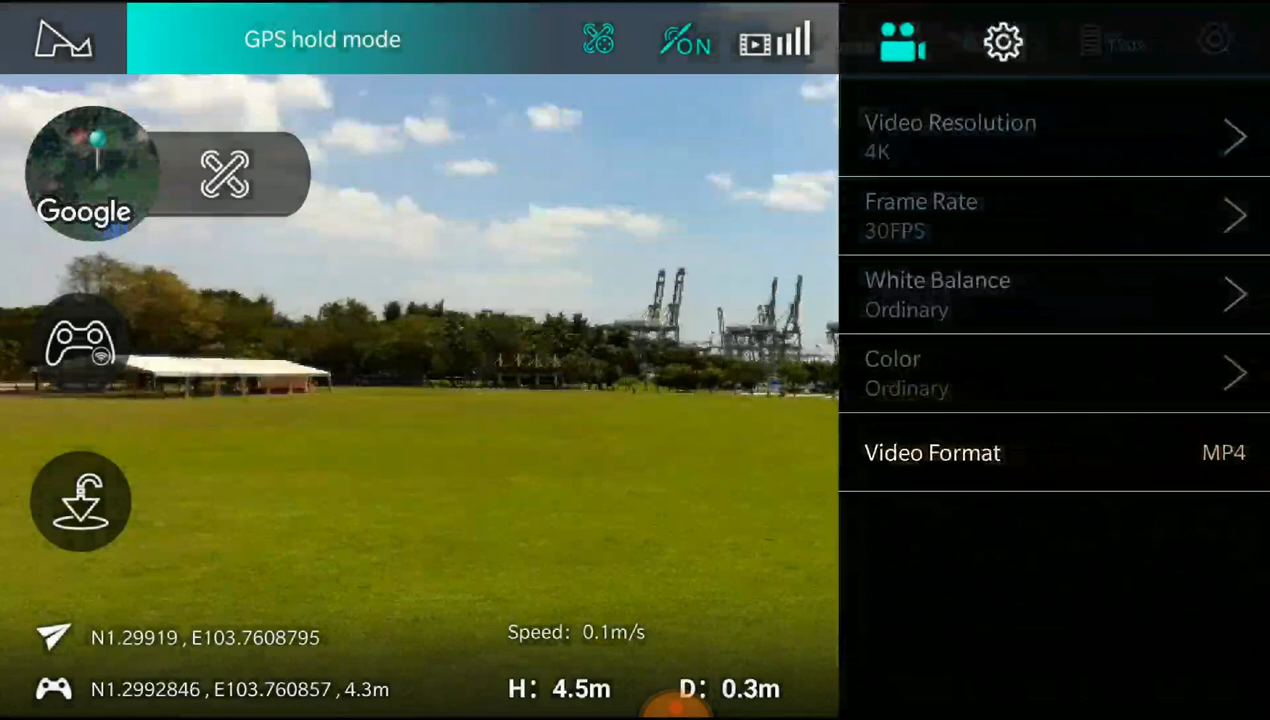 GPS hold mode
ON
Google
Video Resolution
4K
Frame Rate
30FPS
White Balance
Ordinary
Color
Ordinary
Video Format MP4
N1.29919 , E103.7608795
Speed: 0.1m/s
N1.2992846 , E103.760857 , 4.3m
H: 4.5m D: 0.3m